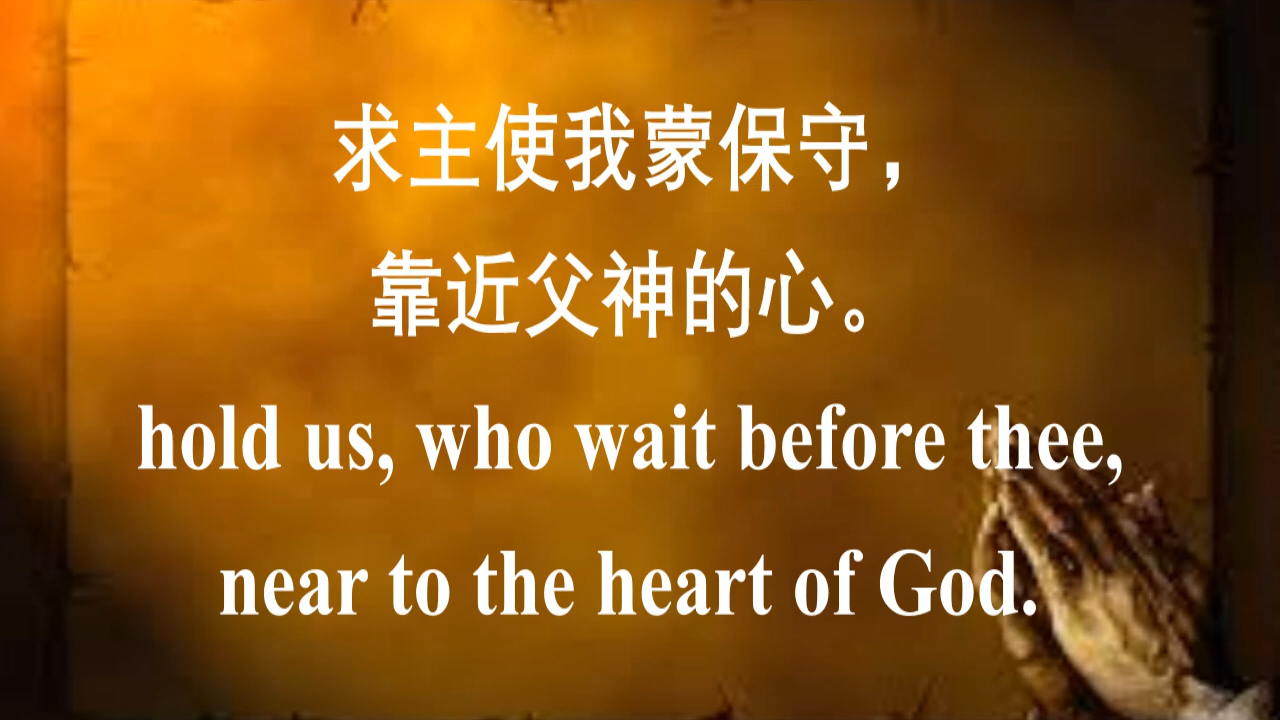 求主使我蒙保守，
靠近父神的心。
hold us, who wait before thee,
near to the heart of God.